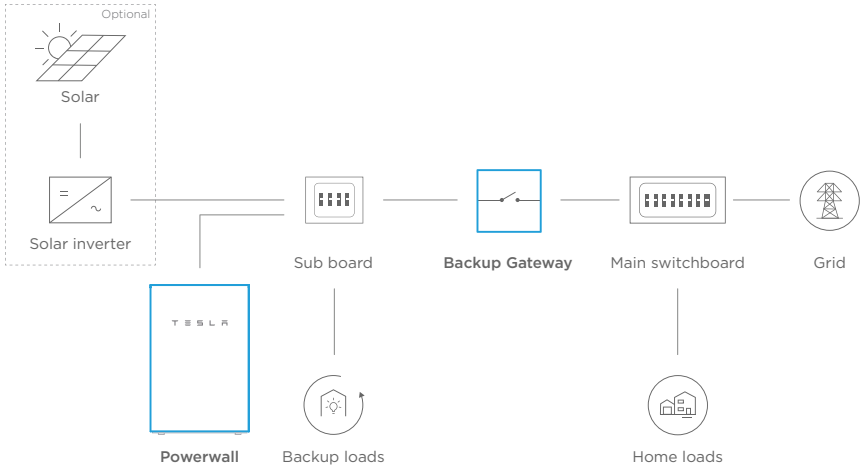 Optional
Solar
Solar inverter
Sub board
Backup Gateway
Main switchboard
Grid
TESLA
Powerwall
Backup loads
Home loads